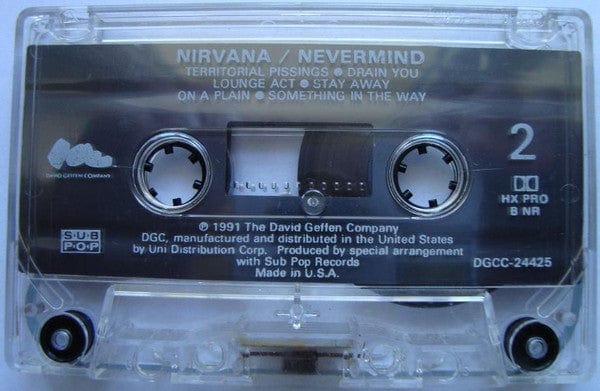 NIRVANA / NEVERMIND
TERRITORIAL PISSINGS ● DRAIN YOU
LOUNGE ACT ● STAY AWAY
ON A PLAIN ● SOMETHING IN THE WAY
DAVID GEFFEN COMPANY
2
HX PRO
B NR
SUB
POP
℗ 1991 The David Geffen Company
DGC, manufactured and distributed in the United States
by Uni Distribution Corp. Produced by special arrangement
with Sub Pop Records
Made in U.S.A.
DGCC-24425